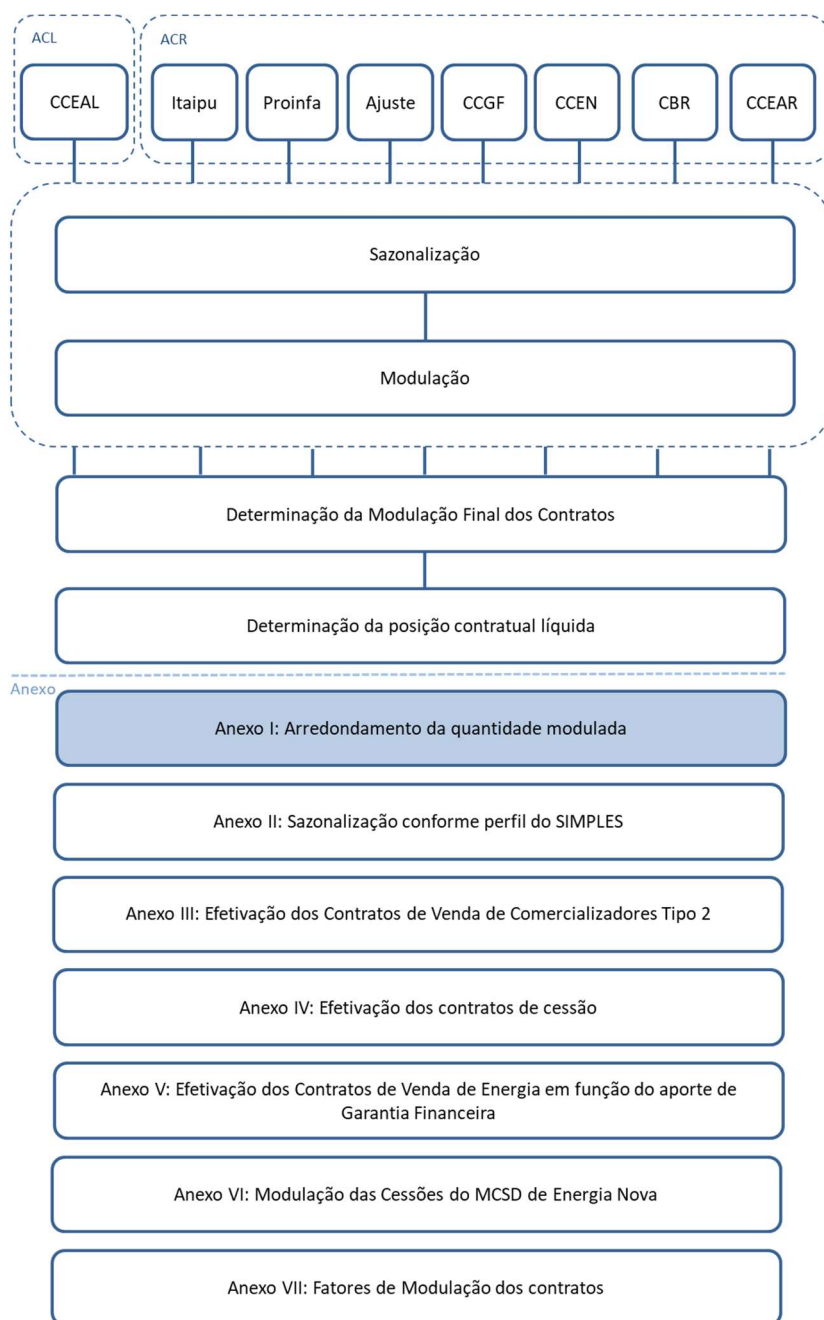 ACL
ACR
CCEAL
Itaipu
Proinfa
Ajuste
CCGF
CCEN
CBR
CCEAR
Sazonalização
Modulação
Determinação da Modulação Final dos Contratos
Determinação da posição contratual líquida
Anexo
Anexo I: Arredondamento da quantidade modulada
Anexo II: Sazonalização conforme perfil do SIMPLES
Anexo III: Efetivação dos Contratos de Venda de Comercializadores Tipo 2
Anexo IV: Efetivação dos contratos de cessão
Anexo V: Efetivação dos Contratos de Venda de Energia em função do aporte de
Garantia Financeira
Anexo VI: Modulação das Cessões do MCSD de Energia Nova
Anexo VII: Fatores de Modulação dos contratos